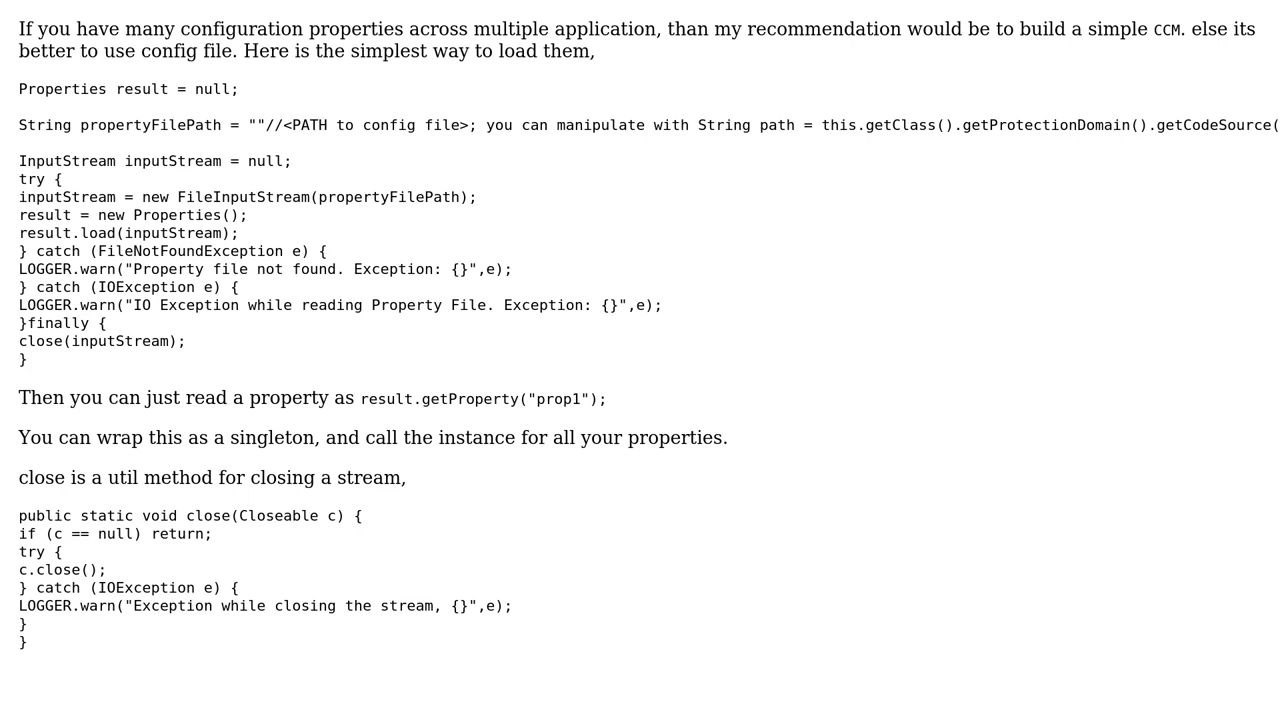 If you have many configuration properties across multiple application, than my recommendation would be to build a simple CCM. else its
better to use config file. Here is the simplest way to load them,
Properties result = null;
String propertyFilePath = ""//<PATH to config file>; you can manipulate with String path = this.getClass().getProtectionDomain().getCodeSource(
InputStream inputStream = null;
try {
inputStream = new FileInputStream(propertyFilePath);
result = new Properties();
result.load(inputStream);
} catch (FileNotFoundException e) {
LOGGER.warn("Property file not found. Exception: {}",e);
} catch (IOException e) {
LOGGER.warn("IO Exception while reading Property File. Exception: {}",e);
}finally {
close(inputStream);
}
Then you can just read a property as result.getProperty("prop1");
You can wrap this as a singleton, and call the instance for all your properties.
close is a util method for closing a stream,
public static void close(Closeable c) {
if (c == null) return;
try {
c.close();
} catch (IOException e) {
LOGGER.warn("Exception while closing the stream, {}",e);
}
}